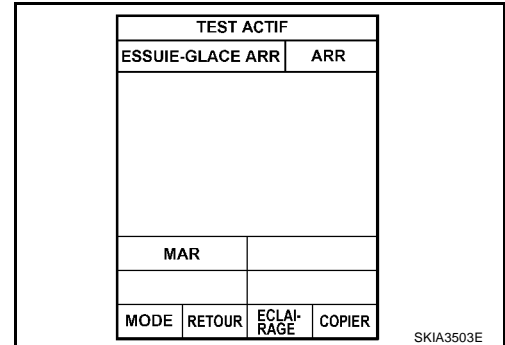 TEST ACTIF
ESSUIE-GLACE ARR ARR
MAR
MODE RETOUR ECLAI-
RAGE COPIER
SKIA3503E